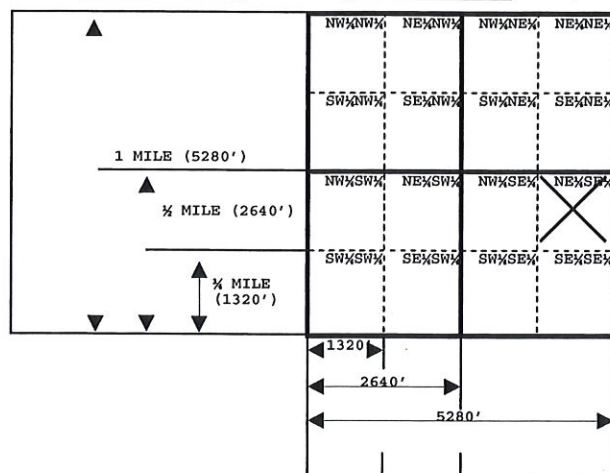 NW¼NW¼ NE¼NW¼ NW¼NE¼ NE¼NE¼
SW¼NW¼ SE¼NW¼ SW¼NE¼ SE¼NE¼
1 MILE (5280')
NW¼SW¼ NE¼SW¼ NW¼SE¼ NE¼SE¼
½ MILE (2640')
SW¼SW¼ SE¼SW¼ SW¼SE¼ SE¼SE¼
¼ MILE
(1320')
1320'
2640'
5280'